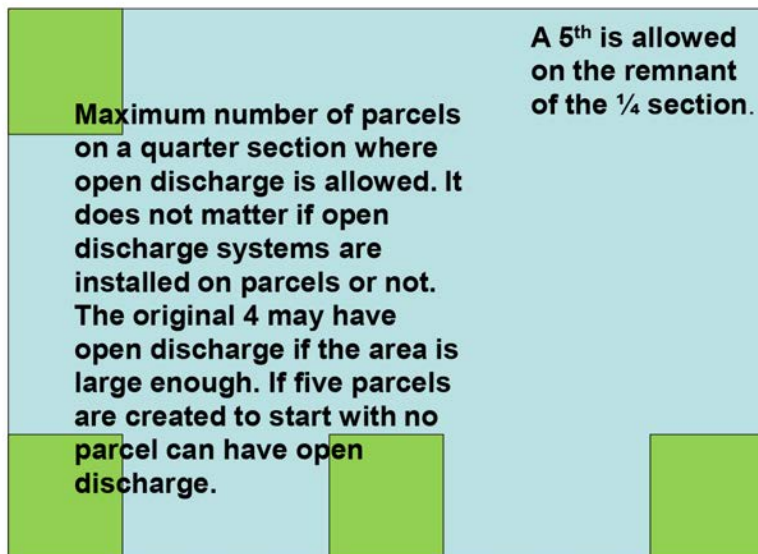 A 5th is allowed
on the remnant
of the ¼ section.
Maximum number of parcels
on a quarter section where
open discharge is allowed. It
does not matter if open
discharge systems are
installed on parcels or not.
The original 4 may have
open discharge if the area is
large enough. If five parcels
are created to start with no
parcel can have open
discharge.